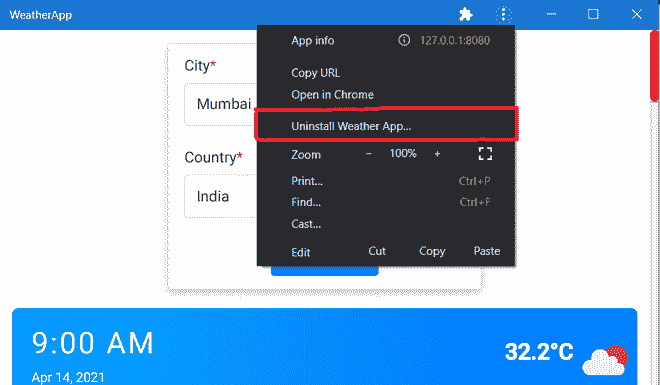 WeatherApp
App info 127.0.0.1:8080
City*
Copy URL
Open in Chrome
Mumbai
Uninstall Weather App...
Zoom − 100% +
Country*
Print... Ctrl+P
India
Find... Ctrl+F
Cast...
Edit Cut Copy Paste
9:00 AM
32.2°C
Apr 14, 2021